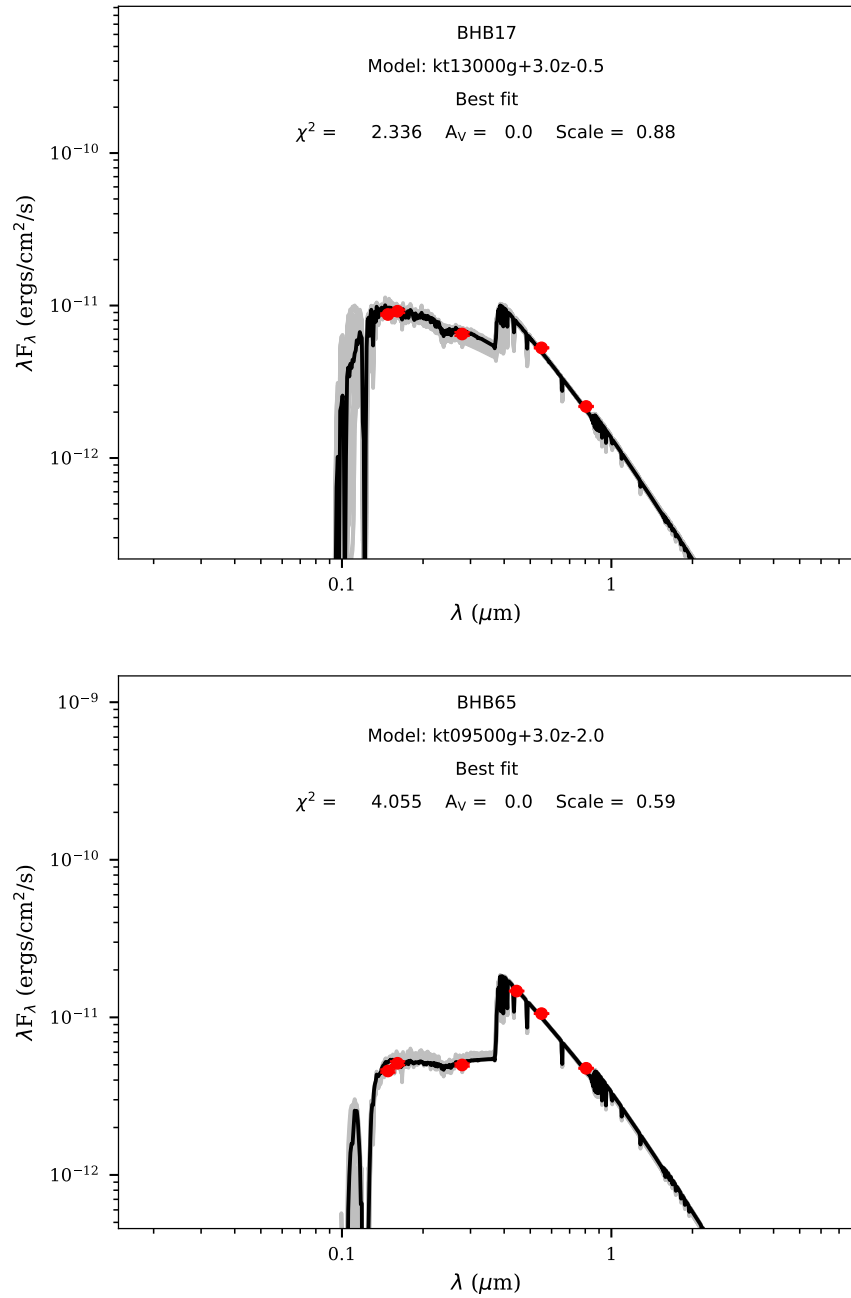 BHB17
Model: kt13000g+3.0z-0.5
Best fit
χ² = 2.336 A_V = 0.0 Scale = 0.88
10⁻¹⁰
10⁻¹¹
10⁻¹²
λF_λ (ergs/cm²/s)
0.1 1
λ (μm)
BHB65
Model: kt09500g+3.0z-2.0
Best fit
χ² = 4.055 A_V = 0.0 Scale = 0.59
10⁻⁹
10⁻¹⁰
10⁻¹¹
10⁻¹²
λF_λ (ergs/cm²/s)
0.1 1
λ (μm)